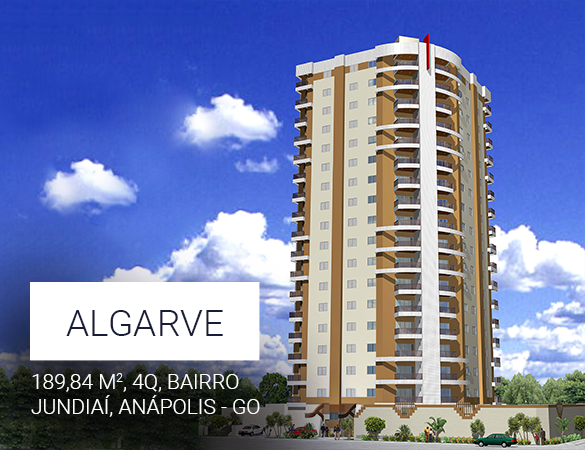 ALGARVE
189,84 M², 4Q, BAIRRO
JUNDIAÍ, ANÁPOLIS - GO